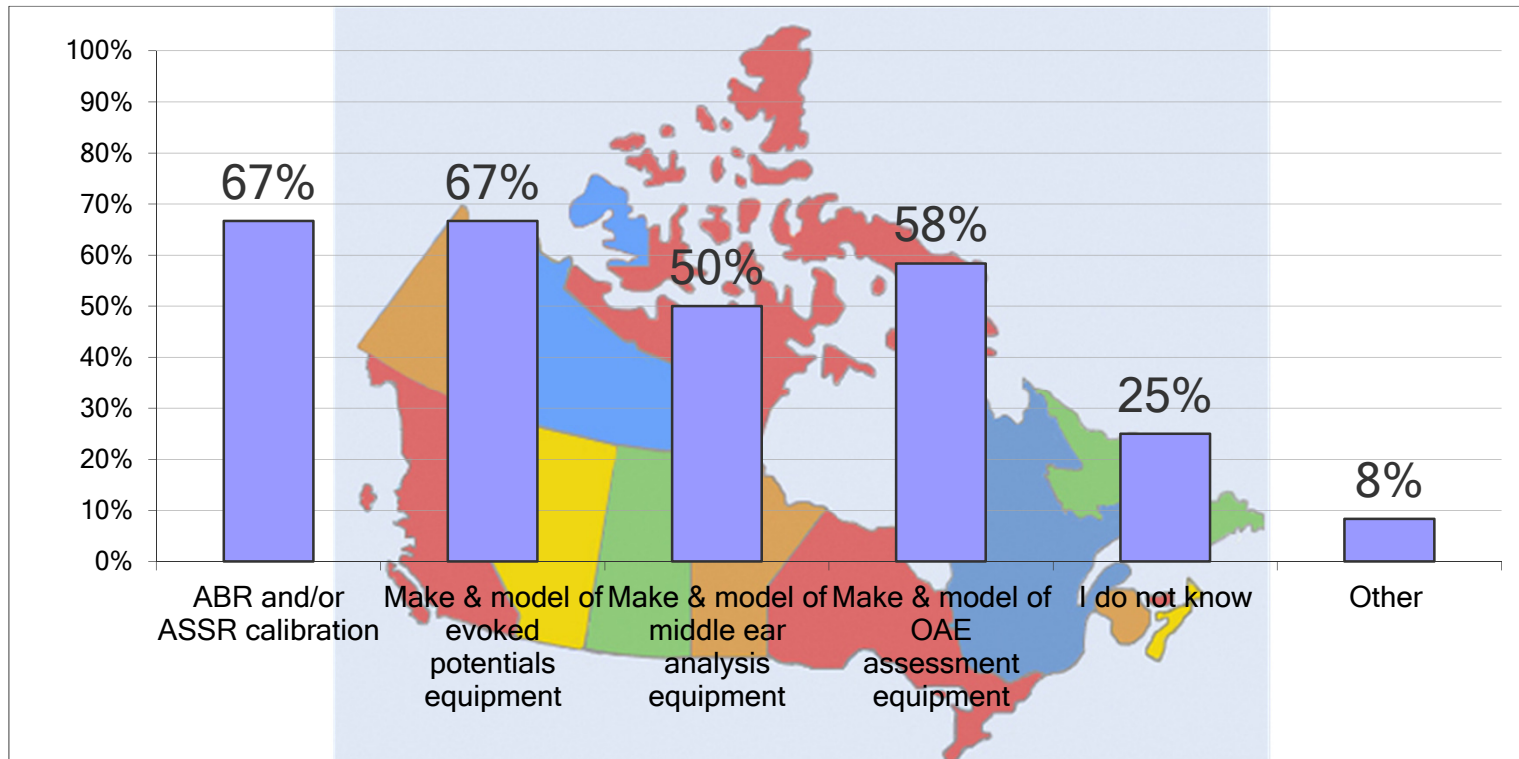 100%
90%
80%
70%
60%
50%
40%
30%
20%
10%
0%
67%
67%
50%
58%
25%
8%
ABR and/or
ASSR calibration
Make & model of
evoked
potentials
equipment
Make & model of
middle ear
analysis
equipment
Make & model of
OAE
assessment
equipment
I do not know
Other